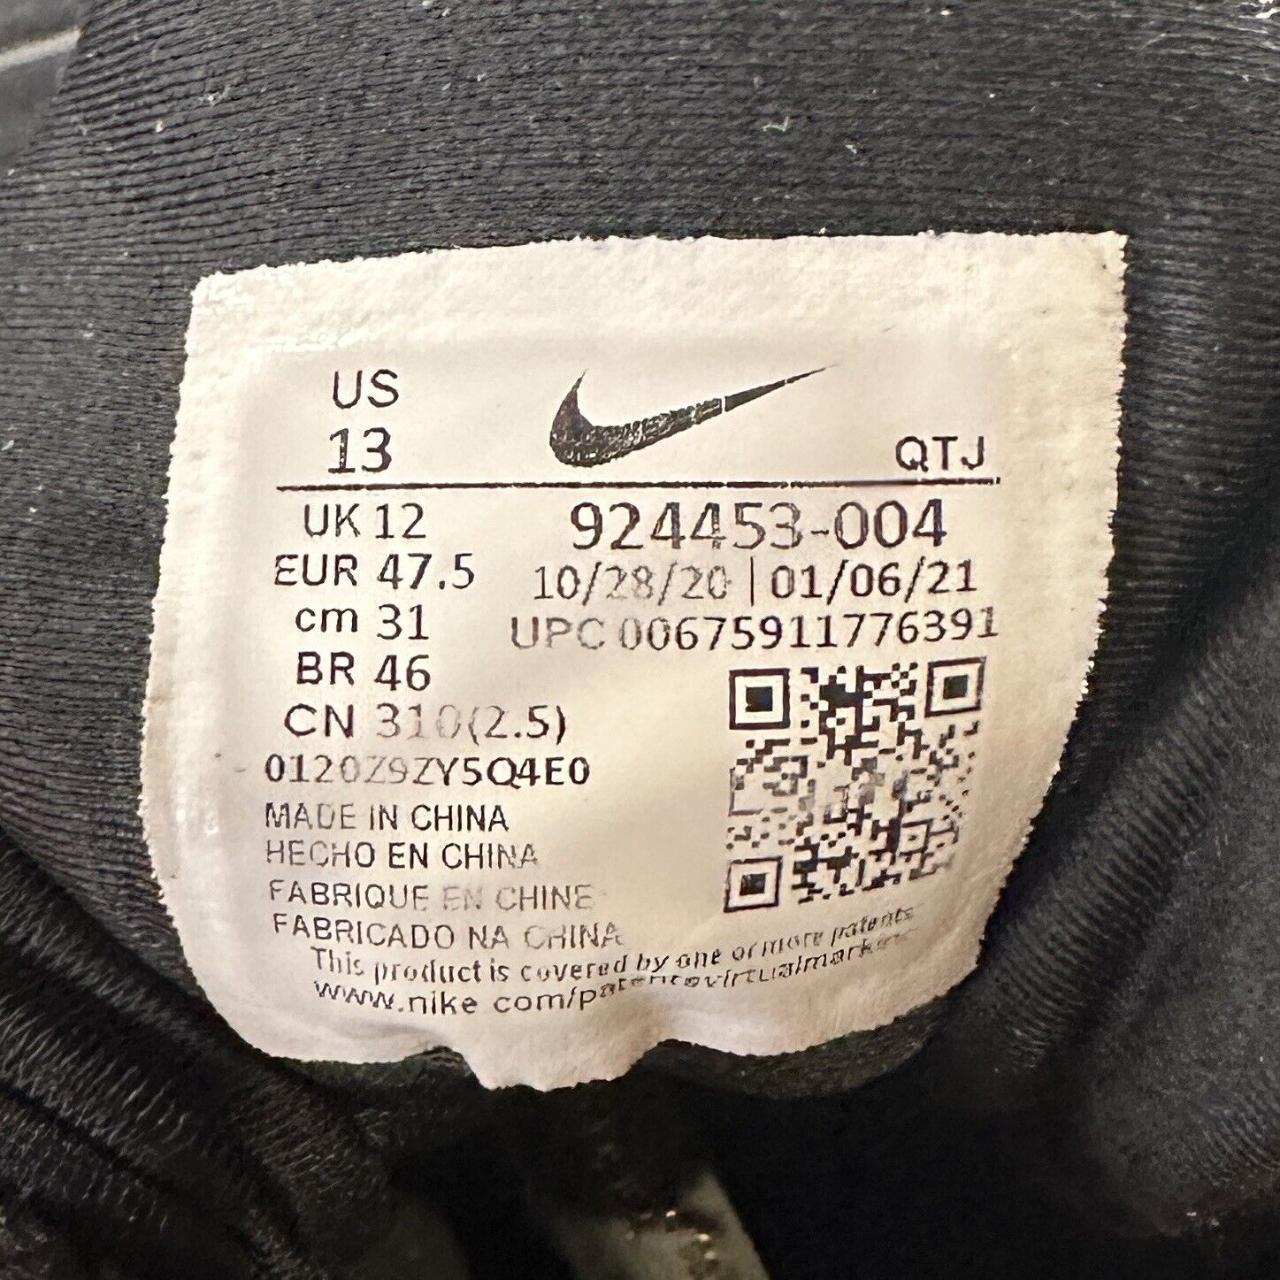 US
13
QTJ
UK 12
924453-004
EUR 47.5
10/28/20 | 01/06/21
cm 31
UPC 00675911776391
BR 46
CN 310(2.5)
0120Z9ZY5Q4E0
MADE IN CHINA
HECHO EN CHINA
FABRIQUE EN CHINE
FABRICADO NA CHINA
This product is covered by one or more patents
www.nike com/patentsvirtualmarking